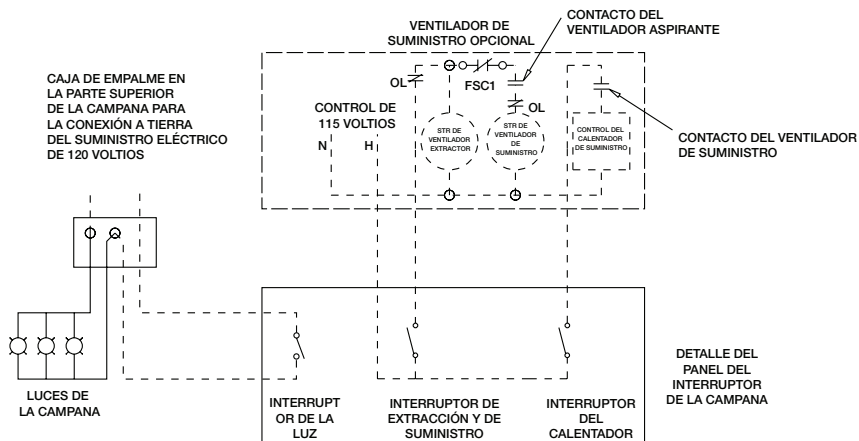 VENTILADOR DE
SUMINISTRO OPCIONAL
CONTACTO DEL
VENTILADOR ASPIRANTE
CAJA DE EMPALME EN
LA PARTE SUPERIOR
DE LA CAMPANA PARA
LA CONEXIÓN A TIERRA
DEL SUMINISTRO ELÉCTRICO
DE 120 VOLTIOS
OL
FSC1
OL
CONTROL DE
115 VOLTIOS
N
H
STR DE
VENTILADOR
EXTRACTOR
STR DE
VENTILADOR
DE
SUMINISTRO
CONTROL DEL
CALENTADOR
DE SUMINISTRO
CONTACTO DEL VENTILADOR
DE SUMINISTRO
LUCES DE
LA CAMPANA
INTERRUPT
OR DE LA
LUZ
INTERRUPTOR DE
EXTRACCIÓN Y DE
SUMINISTRO
INTERRUPTOR
DEL
CALENTADOR
DETALLE DEL
PANEL DEL
INTERRUPTOR
DE LA CAMPANA